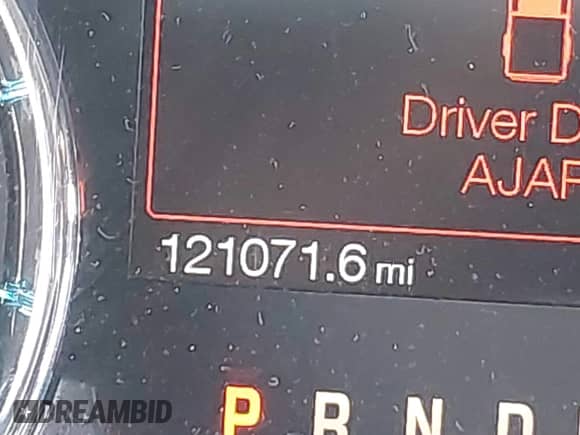 Driver D
AJAR
121071.6 mi
P R N D
DREAMBID